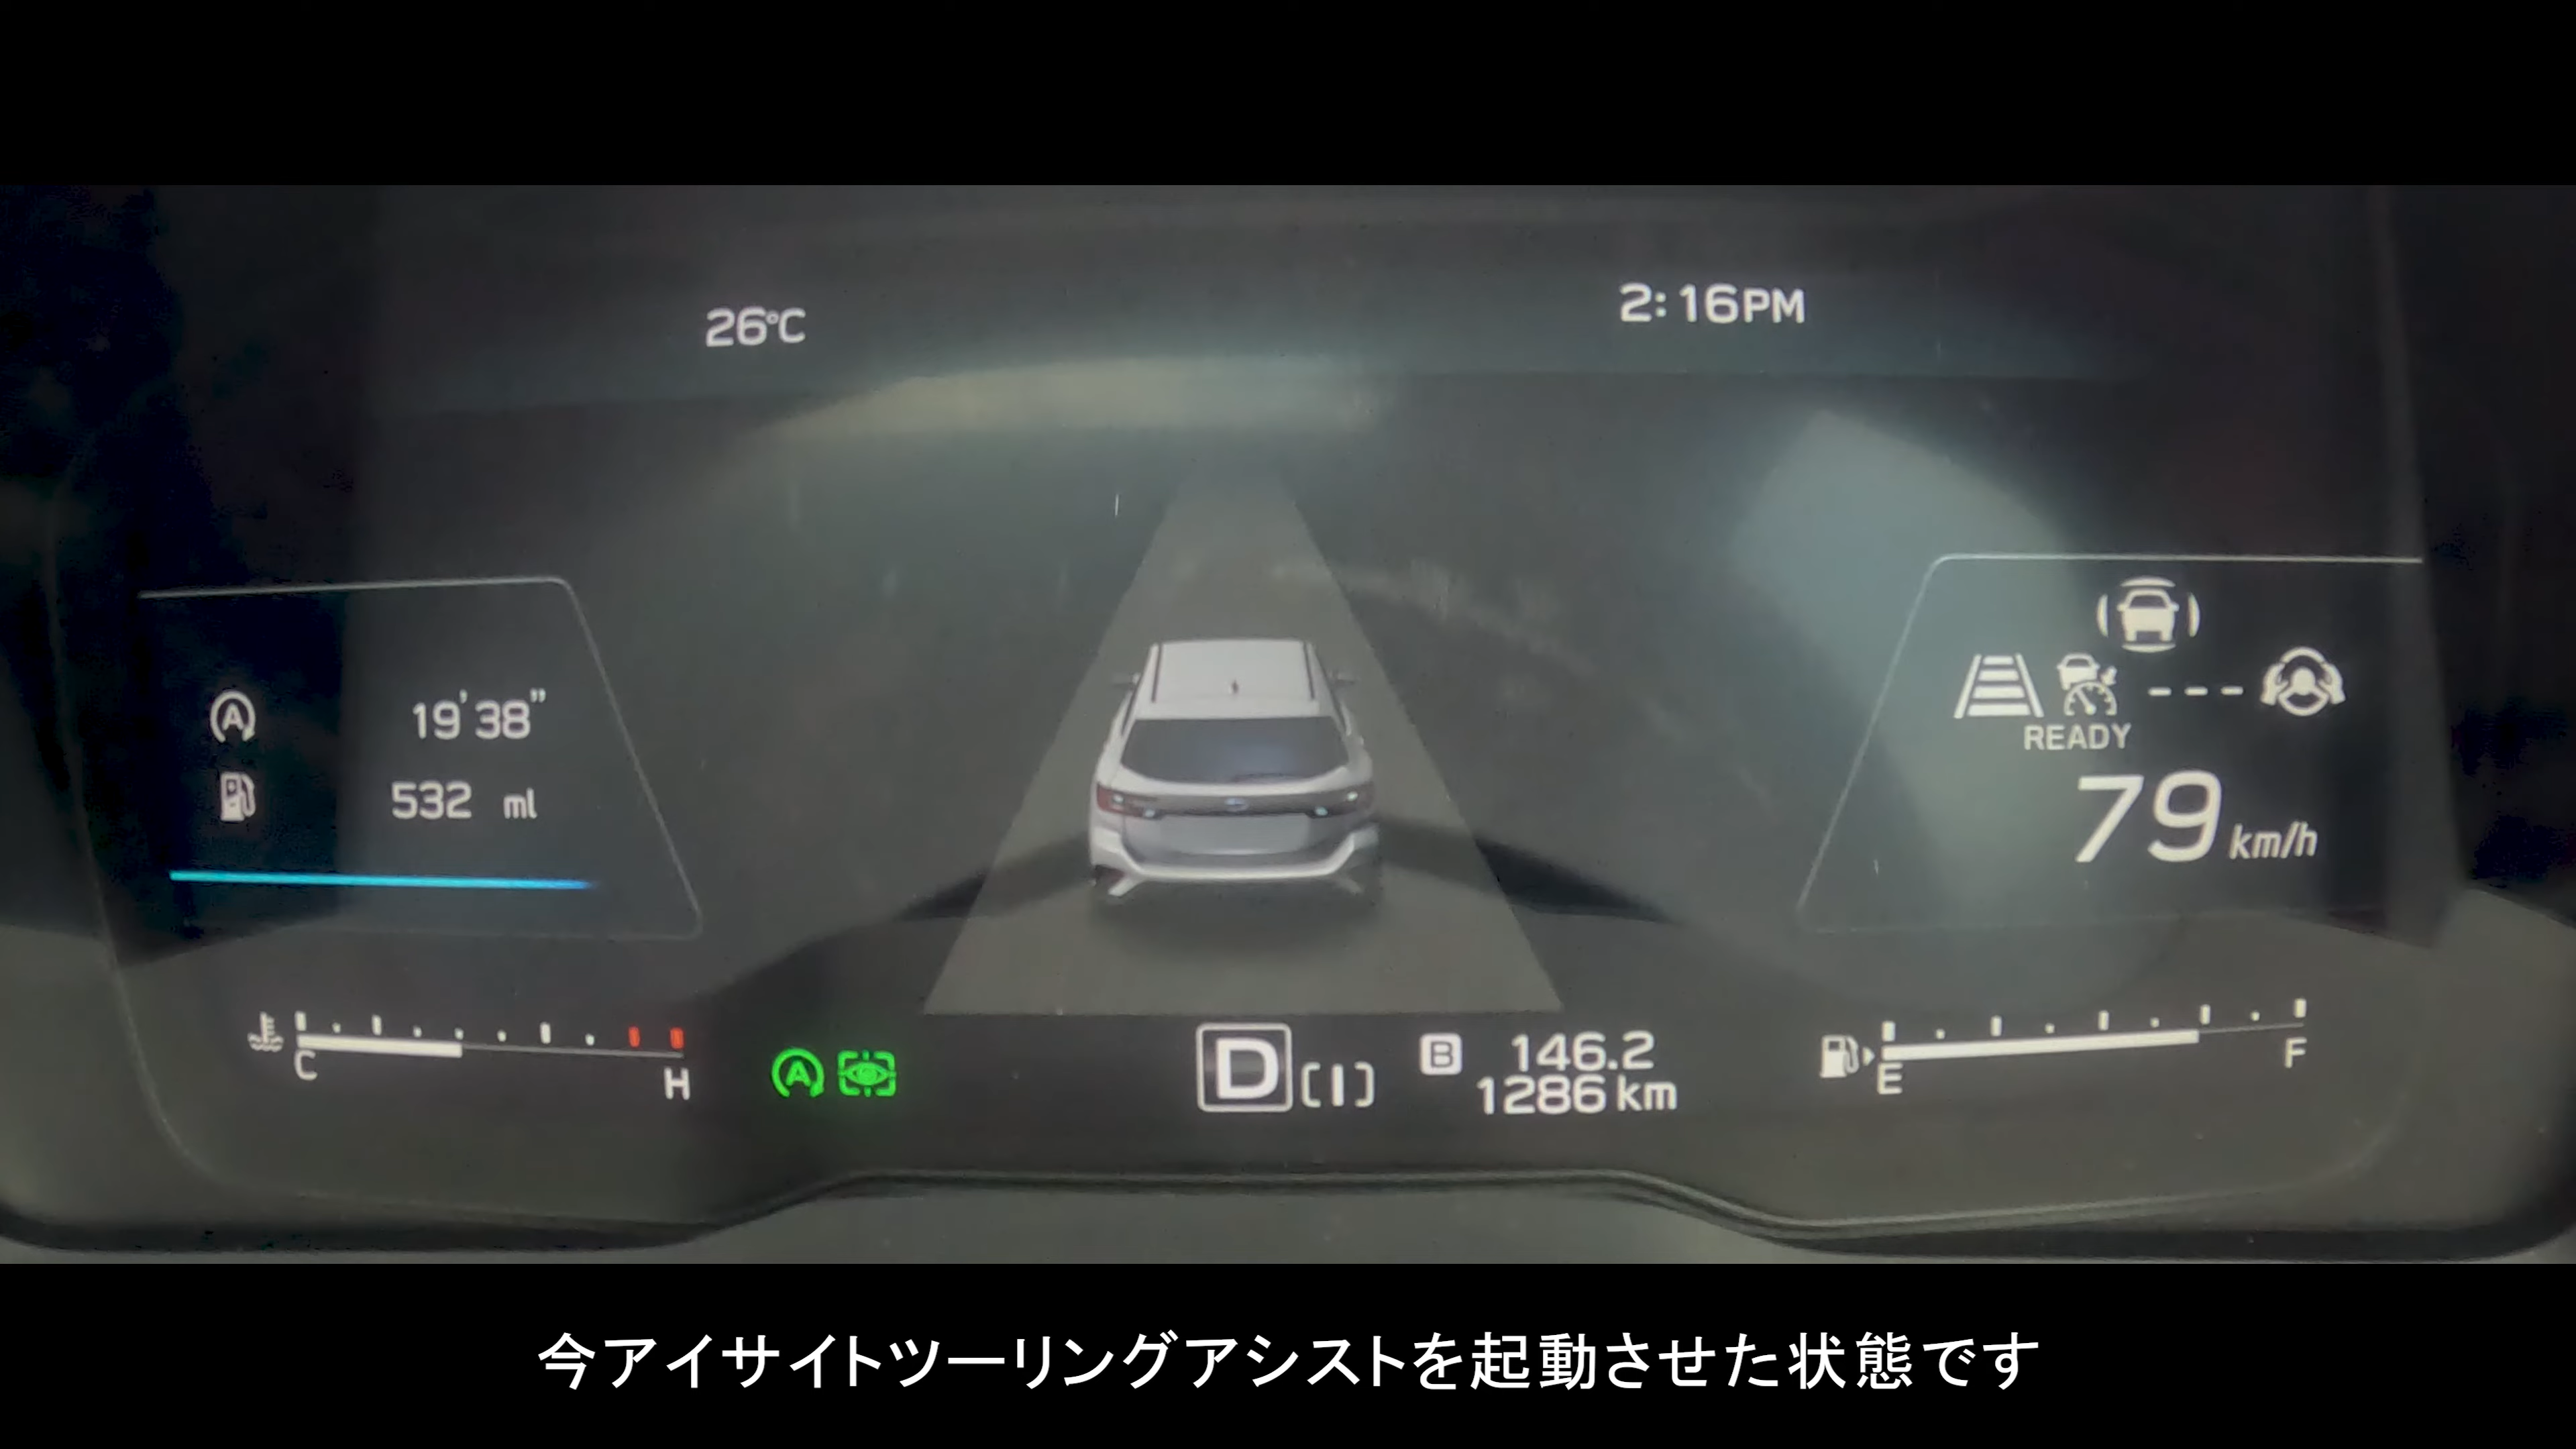 26℃
2:16PM
A 19'38"
532 ml
READY
79 km/h
C
H
A
D ( I )
B 146.2
1286 km
E
F
今アイサイトツーリングアシストを起動させた状態です